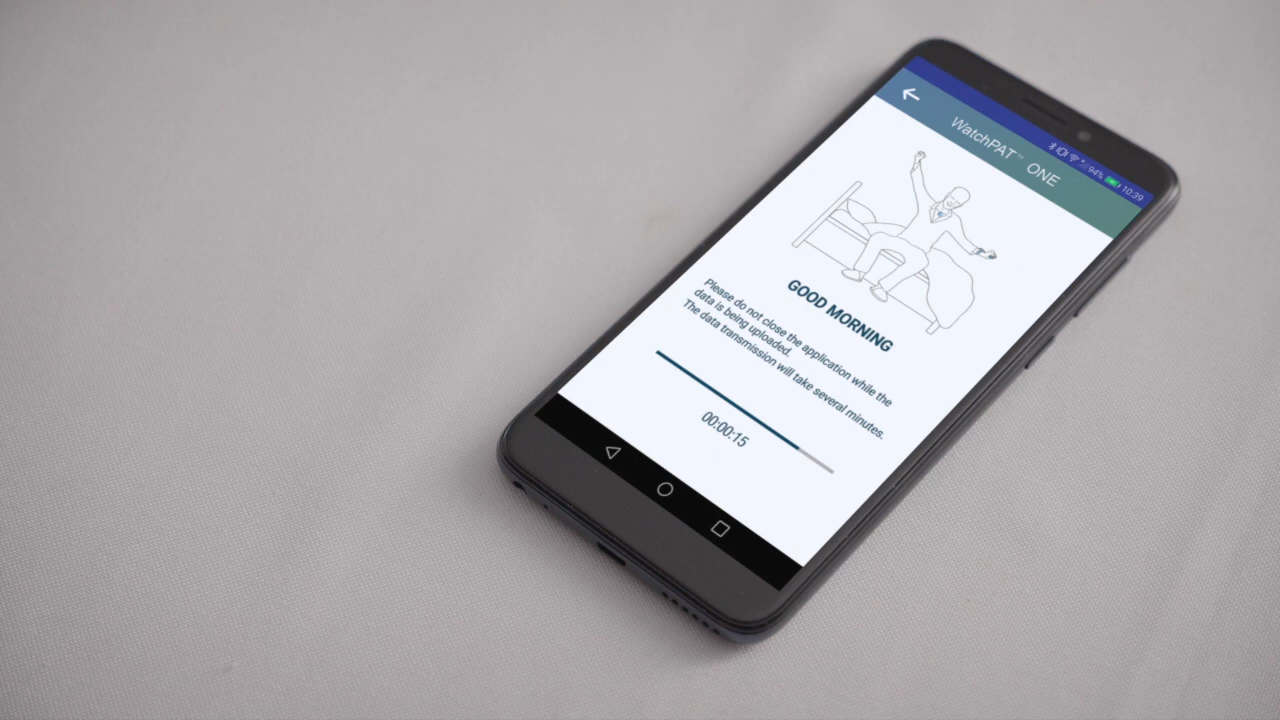 94% 10:39
WatchPAT™ ONE
GOOD MORNING
Please do not close the application while the
data is being uploaded.
The data transmission will take several minutes.
00:00:15